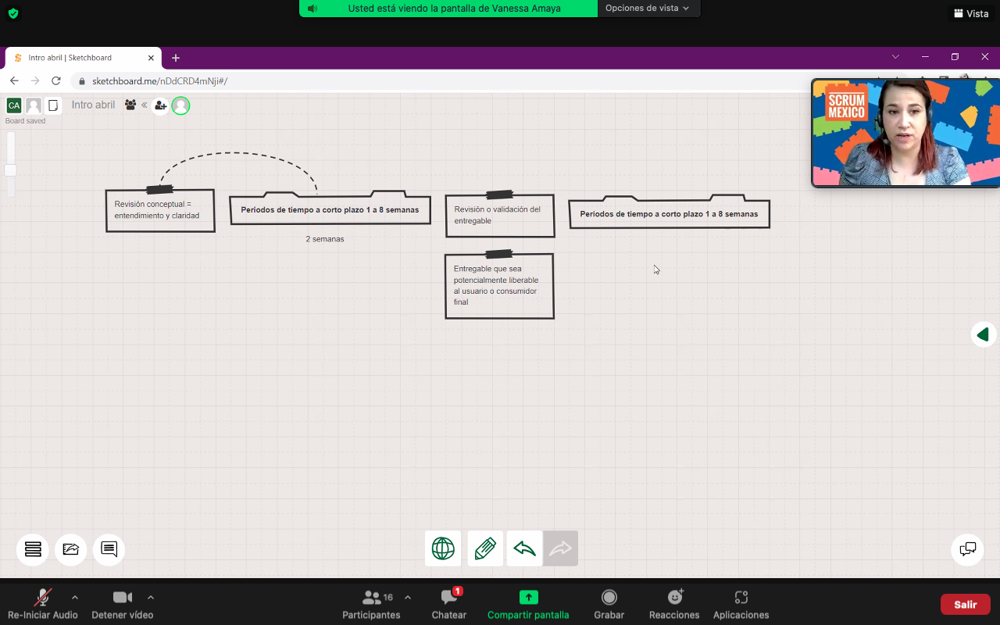 Usted está viendo la pantalla de Vanessa Amaya
Opciones de vista
Vista
Intro abril | Sketchboard
sketchboard.me/nDdCRD4mNji#/
CA
Intro abril
Board saved
SCRUM
MEXICO
Revisión conceptual =
entendimiento y claridad
Periodos de tiempo a corto plazo 1 a 8 semanas
2 semanas
Revisión o validación del
entregable
Periodos de tiempo a corto plazo 1 a 8 semanas
Entregable que sea
potencialmente liberable
al usuario o consumidor
final
Re-Iniciar Audio
Detener vídeo
16
Participantes
1
Chatear
Compartir pantalla
Grabar
Reacciones
Aplicaciones
Salir